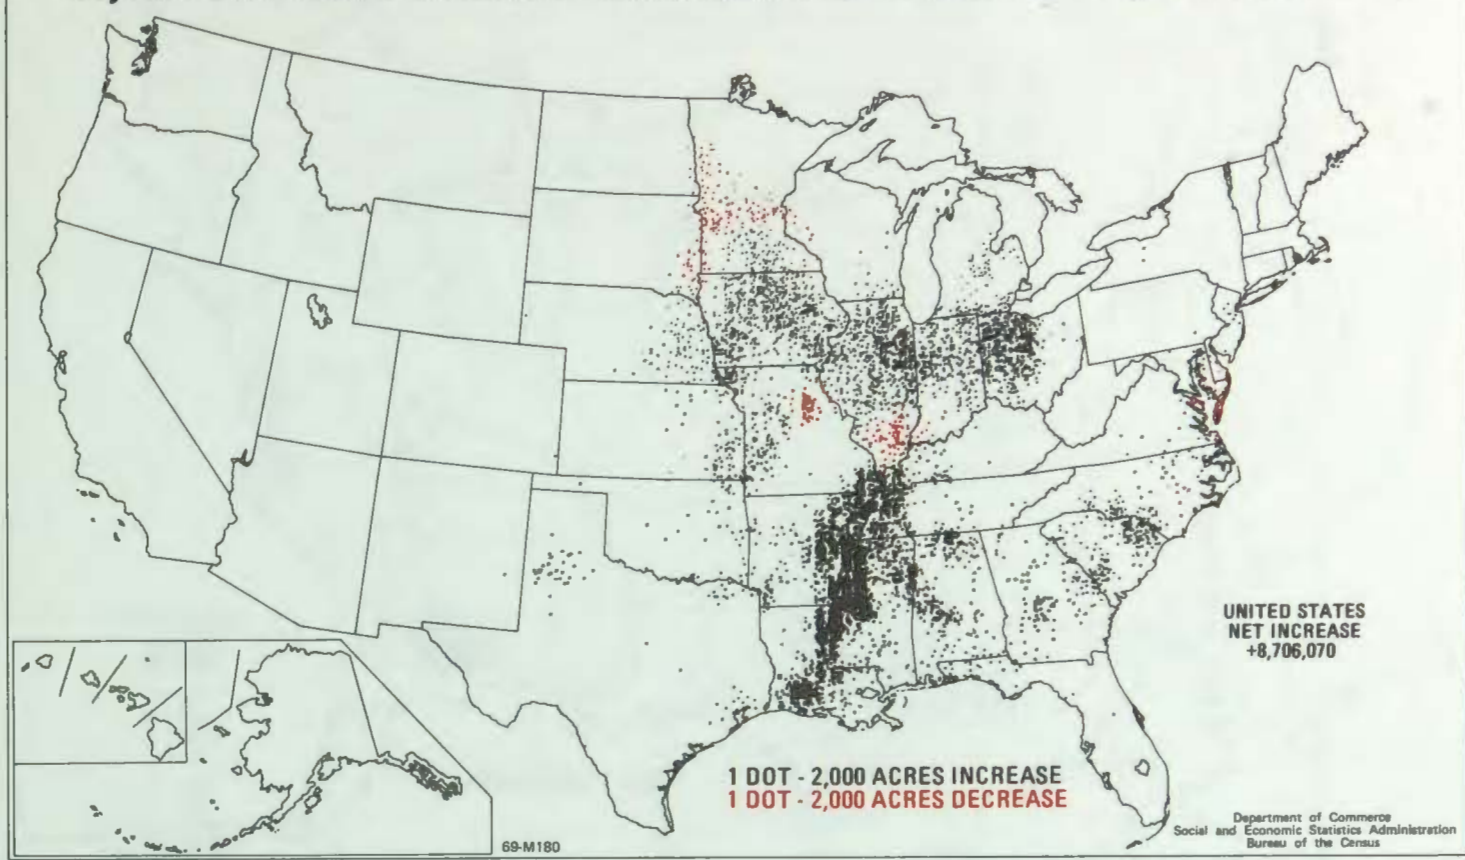 UNITED STATES
NET INCREASE
+8,706,070
1 DOT - 2,000 ACRES INCREASE
1 DOT - 2,000 ACRES DECREASE
Department of Commerce
Social and Economic Statistics Administration
Bureau of the Census
69-M180